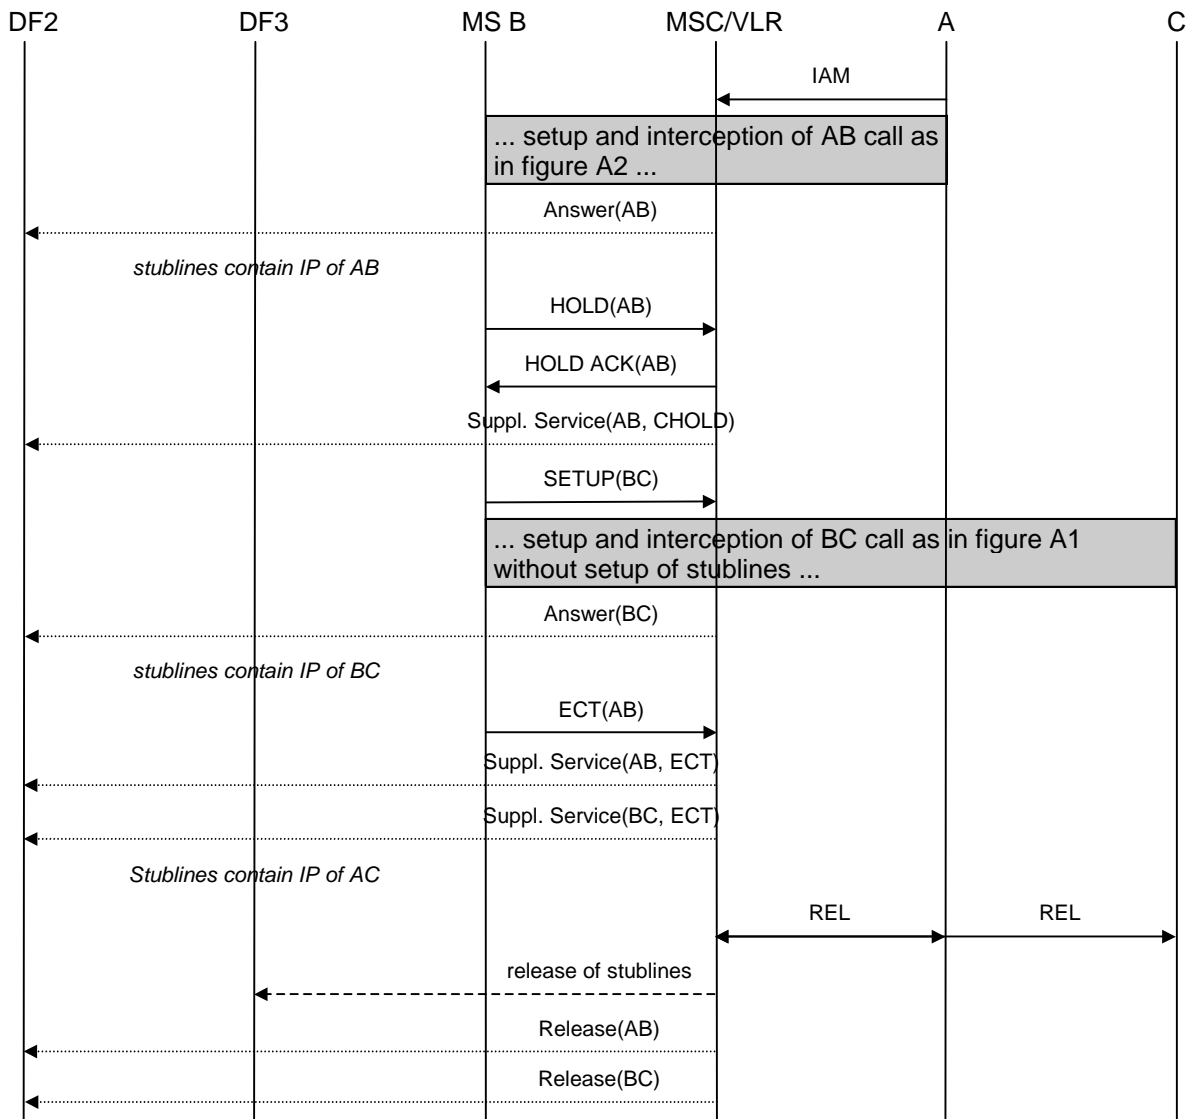 DF2 DF3 MS B MSC/VLR A C
IAM
... setup and interception of AB call as
in figure A2 ...
Answer(AB)
stublines contain IP of AB
HOLD(AB)
HOLD ACK(AB)
Suppl. Service(AB, CHOLD)
SETUP(BC)
... setup and interception of BC call as in figure A1
without setup of stublines ...
Answer(BC)
stublines contain IP of BC
ECT(AB)
Suppl. Service(AB, ECT)
Suppl. Service(BC, ECT)
Stublines contain IP of AC
REL REL
release of stublines
Release(AB)
Release(BC)